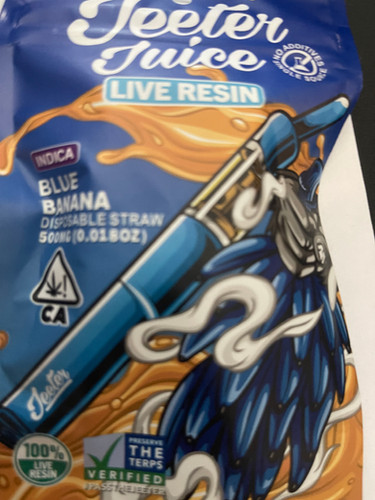 Jeeter
Juice
NO ADDITIVES
LIVE RESIN
INDICA
BLUE
BANANA
DISPOSABLE STRAW
500MG (0.018OZ)
CA
Jeeter
100%
LIVE
RESIN
PRESERVE
THE
TERPS
VERIFIED